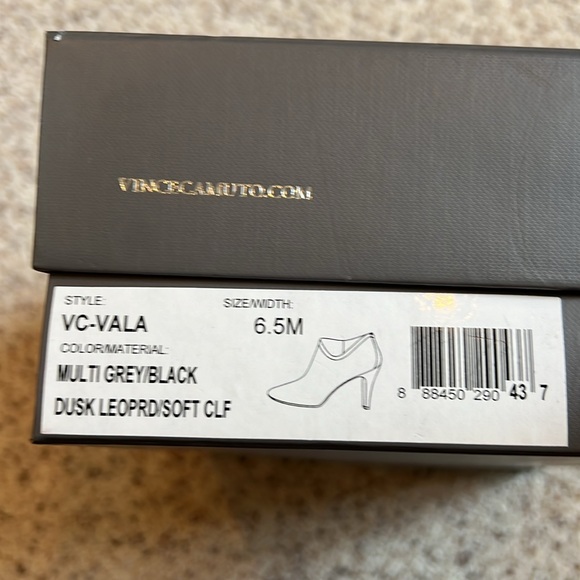 VINCECAMUTO.COM
STYLE: SIZE/WIDTH:
VC-VALA 6.5M
COLOR/MATERIAL:
MULTI GREY/BLACK
DUSK LEOPRD/SOFT CLF
8 88450 290 43 7